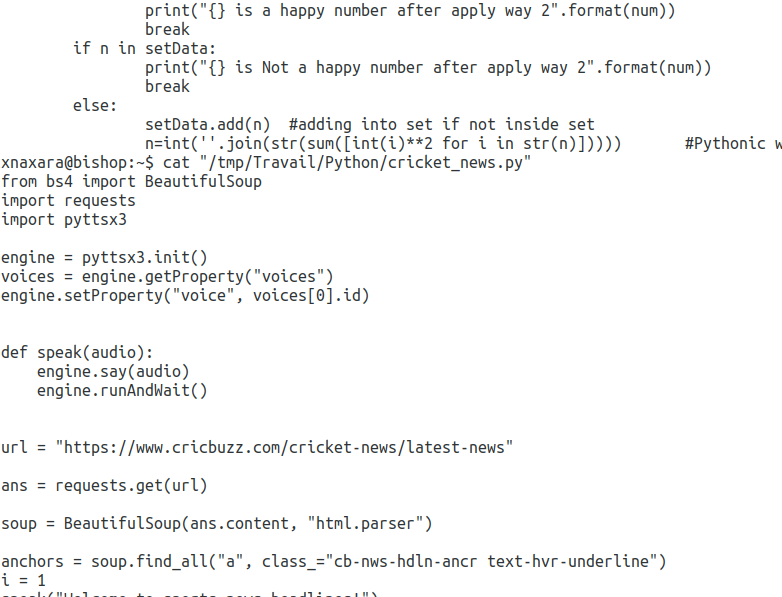 print("{} is a happy number after apply way 2".format(num))
break
if n in setData:
print("{} is Not a happy number after apply way 2".format(num))
break
else:
setData.add(n)  #adding into set if not inside set
n=int(''.join(str(sum([int(i)**2 for i in str(n)]))))       #Pythonic
xnaxara@bishop:~$ cat "/tmp/Travail/Python/cricket_news.py"
from bs4 import BeautifulSoup
import requests
import pyttsx3
engine = pyttsx3.init()
voices = engine.getProperty("voices")
engine.setProperty("voice", voices[0].id)
def speak(audio):
engine.say(audio)
engine.runAndWait()
url = "https://www.cricbuzz.com/cricket-news/latest-news"
ans = requests.get(url)
soup = BeautifulSoup(ans.content, "html.parser")
anchors = soup.find_all("a", class_="cb-nws-hdln-ancr text-hvr-underline")
i = 1